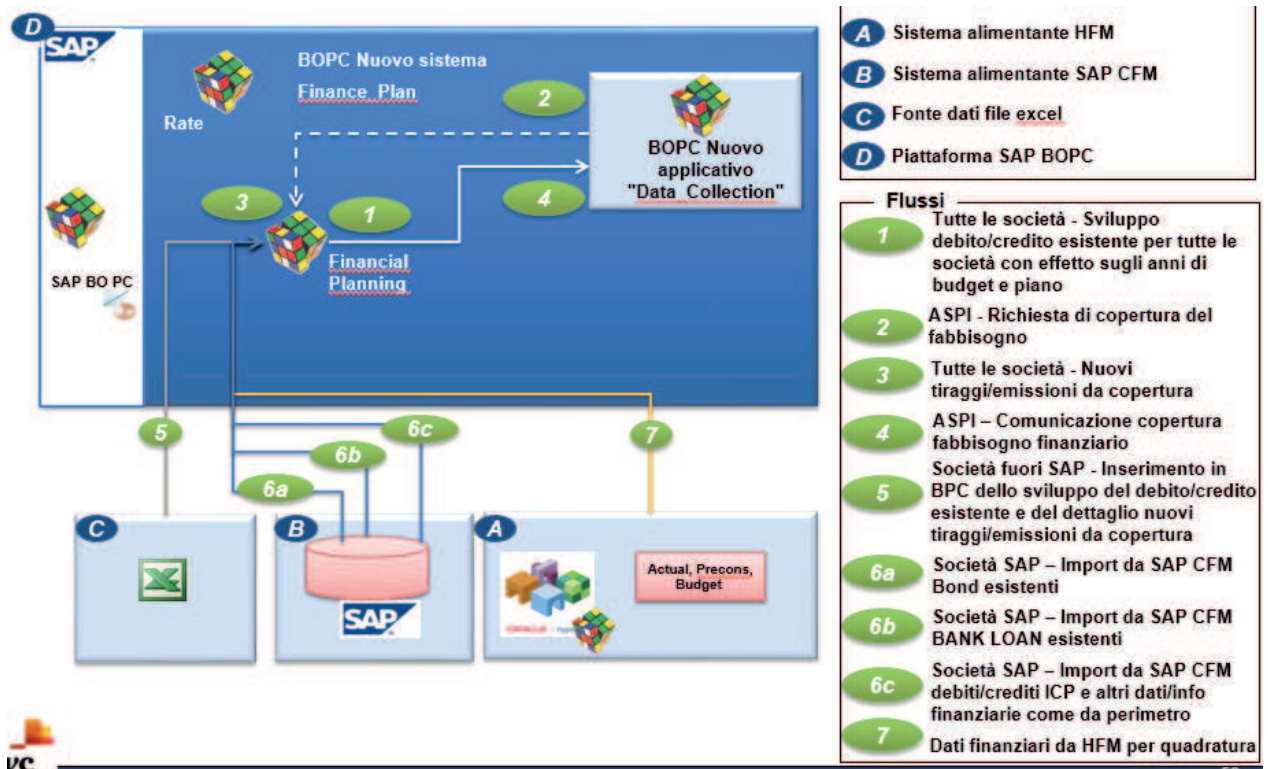 D
SAP
BOPC Nuovo sistema
Finance_Plan
Rate
2
BOPC Nuovo
applicativo
"Data_Collection"
3
1
4
SAP BO PC
Financial
Planning
5
6c
7
6b
6a
C
B
A
Actual, Precons,
Budget
SAP
A Sistema alimentante HFM
B Sistema alimentante SAP CFM
C Fonte dati file excel
D Piattaforma SAP BOPC
Flussi
1 Tutte le società - Sviluppo
debito/credito esistente per tutte le
società con effetto sugli anni di
budget e piano
2 ASPI - Richiesta di copertura del
fabbisogno
3 Tutte le società - Nuovi
tiraggi/emissioni da copertura
4 ASPI – Comunicazione copertura
fabbisogno finanziario
5 Società fuori SAP - Inserimento in
BPC dello sviluppo del debito/credito
esistente e del dettaglio nuovi
tiraggi/emissioni da copertura
6a Società SAP – Import da SAP CFM
Bond esistenti
6b Società SAP – Import da SAP CFM
BANK LOAN esistenti
6c Società SAP – Import da SAP CFM
debiti/crediti ICP e altri dati/info
finanziarie come da perimetro
7 Dati finanziari da HFM per quadratura